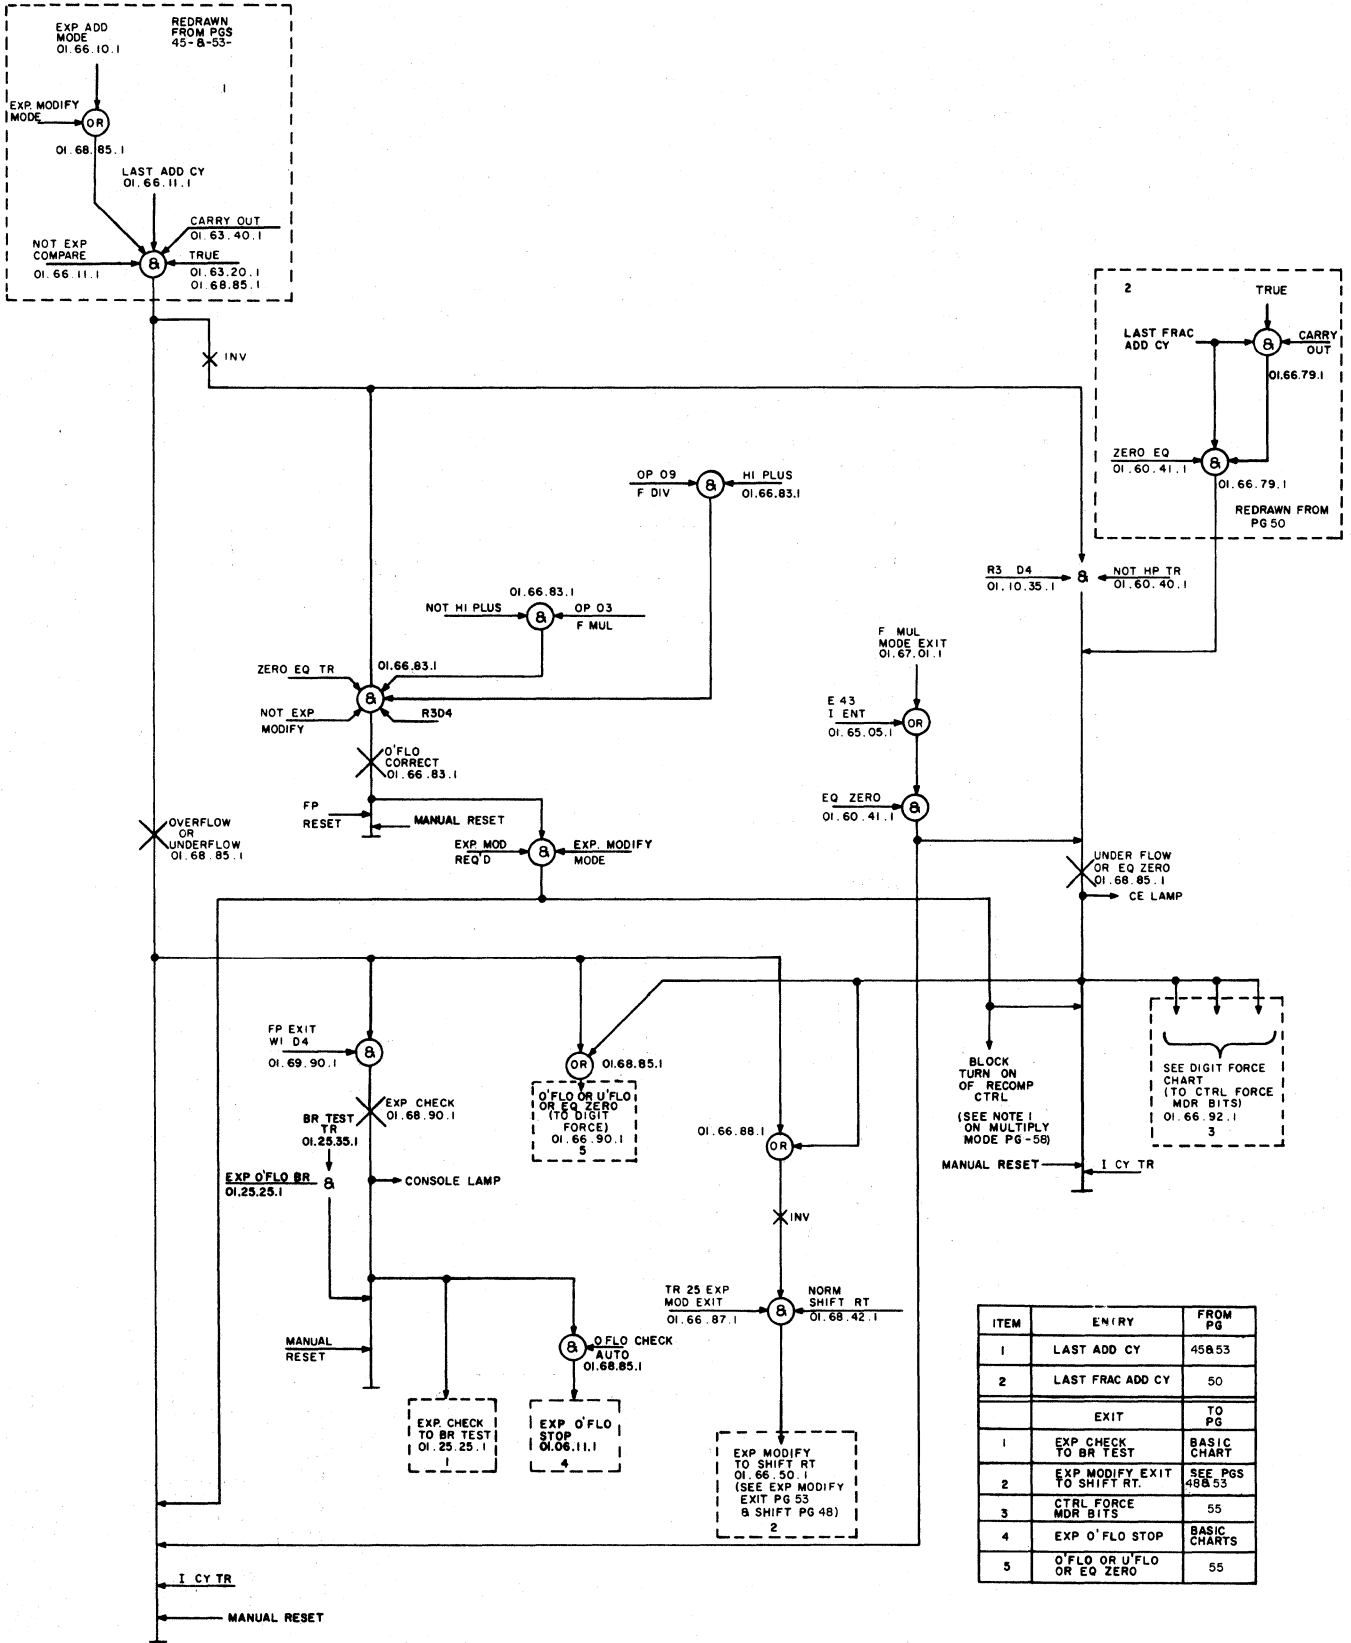 EXP ADD
MODE
01.66.10.1
REDRAWN
FROM PGS
45-&-53-
1
EXP. MODIFY
MODE
OR
01.68.85.1
LAST ADD CY
01.66.11.1
CARRY OUT
01.63.40.1
NOT EXP
COMPARE
01.66.11.1
&
TRUE
01.63.20.1
01.68.85.1
INV
2
TRUE
LAST FRAC
ADD CY
&
CARRY
OUT
01.66.79.1
ZERO EQ
01.60.41.1
&
01.66.79.1
REDRAWN FROM
PG 50
OP 09
F DIV
&
HI PLUS
01.66.83.1
R3 D4
01.10.35.1
&
NOT HP TR
01.60.40.1
01.66.83.1
NOT HI PLUS
&
OP 03
F MUL
F MUL
MODE EXIT
01.67.01.1
ZERO EQ TR
01.66.83.1
&
NOT EXP
MODIFY
R3D4
E 43
I ENT
01.65.05.1
OR
O'FLO
CORRECT
01.66.83.1
EQ ZERO
01.60.41.1
&
FP
RESET
MANUAL RESET
OVERFLOW
OR
UNDERFLOW
01.68.85.1
EXP. MOD
REQ'D
&
EXP. MODIFY
MODE
UNDER FLOW
OR EQ ZERO
01.68.85.1
CE LAMP
FP EXIT
WI D4
01.69.90.1
&
OR
01.68.85.1
O'FLO OR U'FLO
OR EQ ZERO
(TO DIGIT
FORCE)
01.66.90.1
5
BLOCK
TURN ON
OF RECOMP
CTRL
(SEE NOTE 1
ON MULTIPLY
MODE PG-58)
SEE DIGIT FORCE
CHART
(TO CTRL FORCE
MDR BITS)
01.66.92.1
3
EXP CHECK
01.68.90.1
BR TEST
TR
01.25.35.1
01.66.88.1
OR
EXP O'FLO BR
01.25.25.1
&
CONSOLE LAMP
MANUAL RESET
I CY TR
INV
TR 25 EXP
MOD EXIT
01.66.87.1
&
NORM
SHIFT RT
01.68.42.1
MANUAL
RESET
&
O FLO CHECK
AUTO
01.68.85.1
EXP. CHECK
TO BR TEST
01.25.25.1
1
EXP O'FLO
STOP
01.06.11.1
4
EXP MODIFY
TO SHIFT RT
01.66.50.1
(SEE EXP MODIFY
EXIT PG 53
& SHIFT PG 48)
2
I CY TR
MANUAL RESET
ITEM ENTRY FROM PG
1 LAST ADD CY 45&53
2 LAST FRAC ADD CY 50
EXIT TO PG
1 EXP CHECK TO BR TEST BASIC CHART
2 EXP MODIFY EXIT TO SHIFT RT. SEE PGS 48&53
3 CTRL FORCE MDR BITS 55
4 EXP O'FLO STOP BASIC CHARTS
5 O'FLO OR U'FLO OR EQ ZERO 55